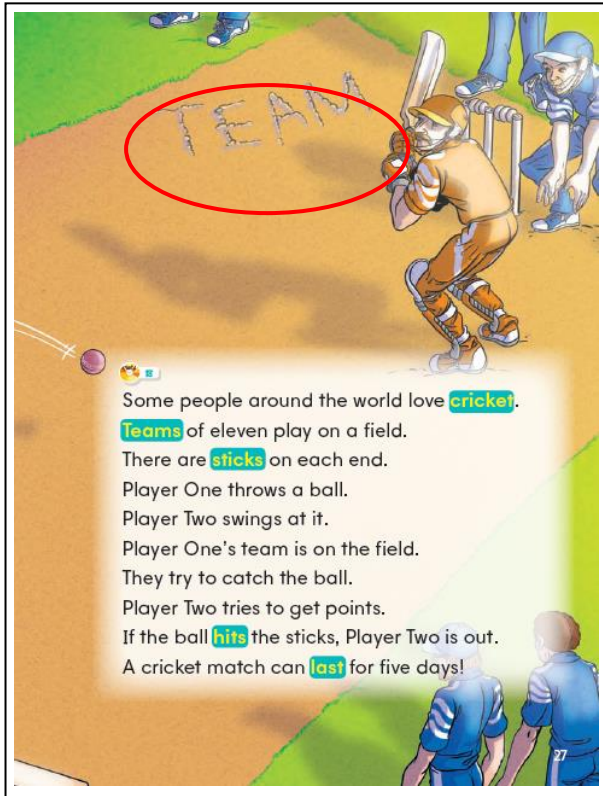 TEAM
Some people around the world love cricket.
Teams of eleven play on a field.
There are sticks on each end.
Player One throws a ball.
Player Two swings at it.
Player One's team is on the field.
They try to catch the ball.
Player Two tries to get points.
If the ball hits the sticks, Player Two is out.
A cricket match can last for five days!
27